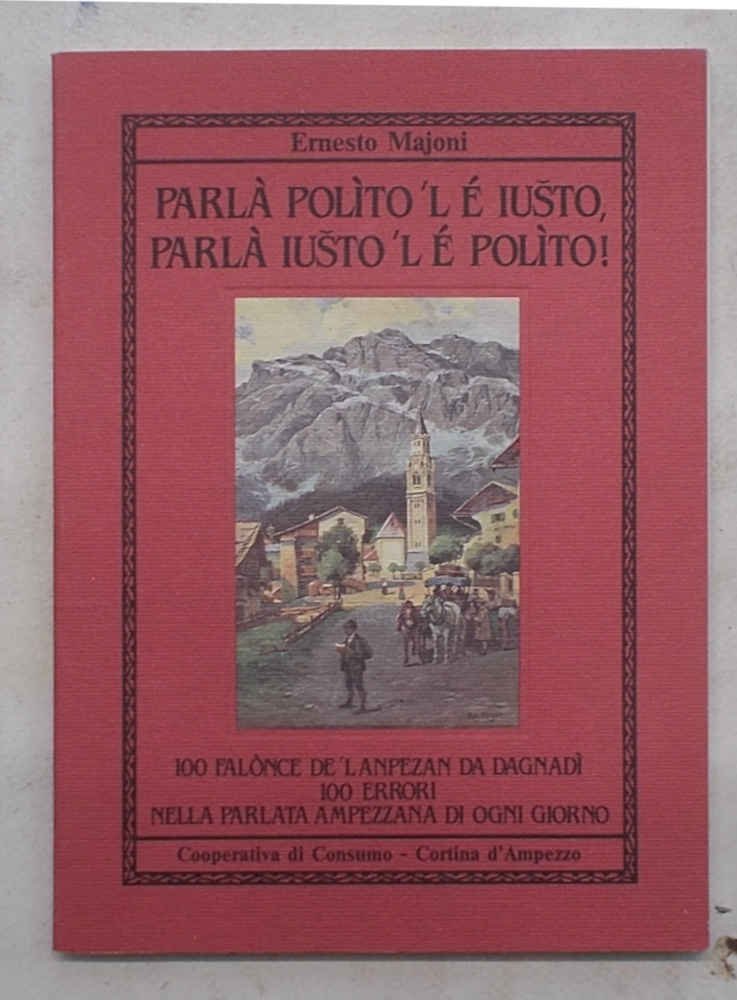 Ernesto Majoni
PARLÀ POLÌTO 'L É IUŠTO,
PARLÀ IUŠTO 'L É POLÌTO!
100 FALÒNCE DE 'L ANPEZAN DA DAGNADÌ
100 ERRORI
NELLA PARLATA AMPEZZANA DI OGNI GIORNO
Cooperativa di Consumo - Cortina d'Ampezzo